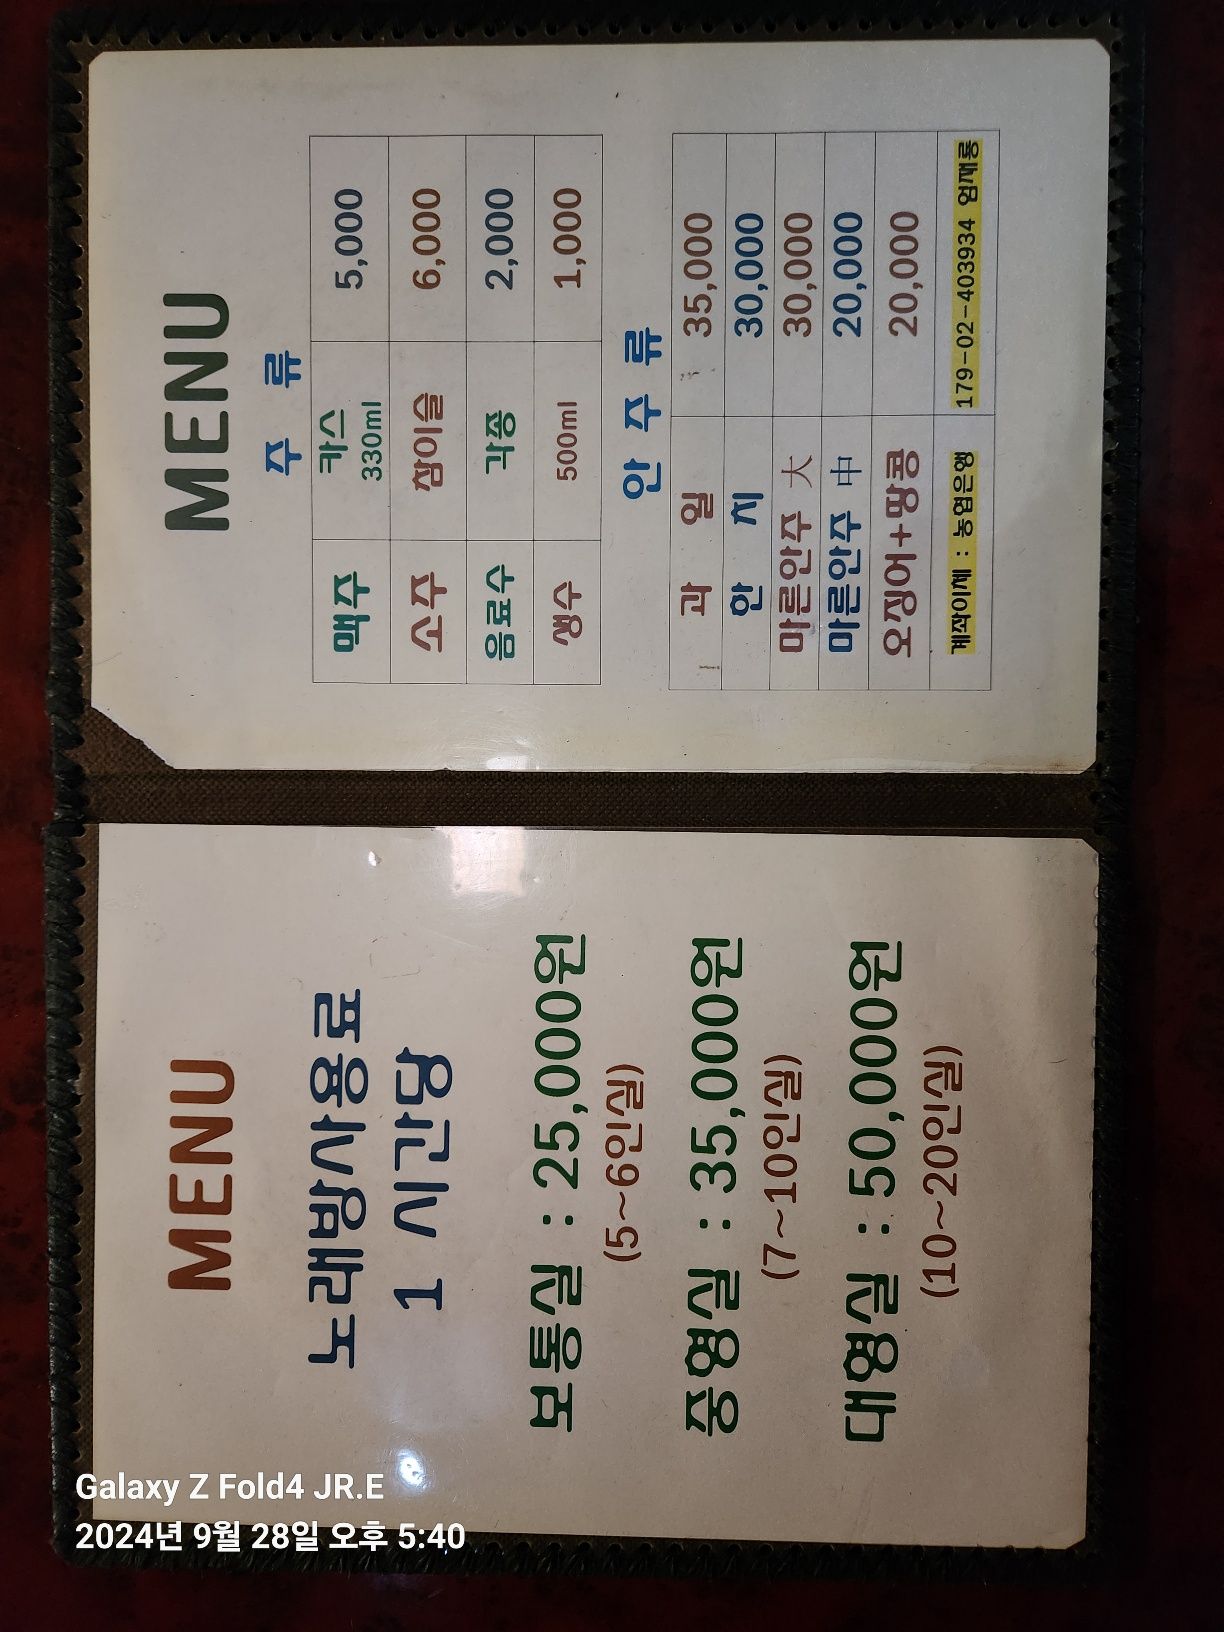 MENU
노래방사용료
1 시간당
보통실 : 25,000원
(5~6인실)
중형실 : 35,000원
(7~10인실)
대형실 : 50,000원
(10~20인실)
MENU
주 류
맥주 카스 330ml 5,000
소주 참이슬 6,000
음료수 각종 2,000
생수 500ml 1,000
안 주 류
과 일 35,000
한 치 30,000
마른안주 大 30,000
마른안주 中 20,000
오징어+땅콩 20,000
계좌이체 : 농협은행 179-02-403934 엄재룡
Galaxy Z Fold4 JR.E
2024년 9월 28일 오후 5:40